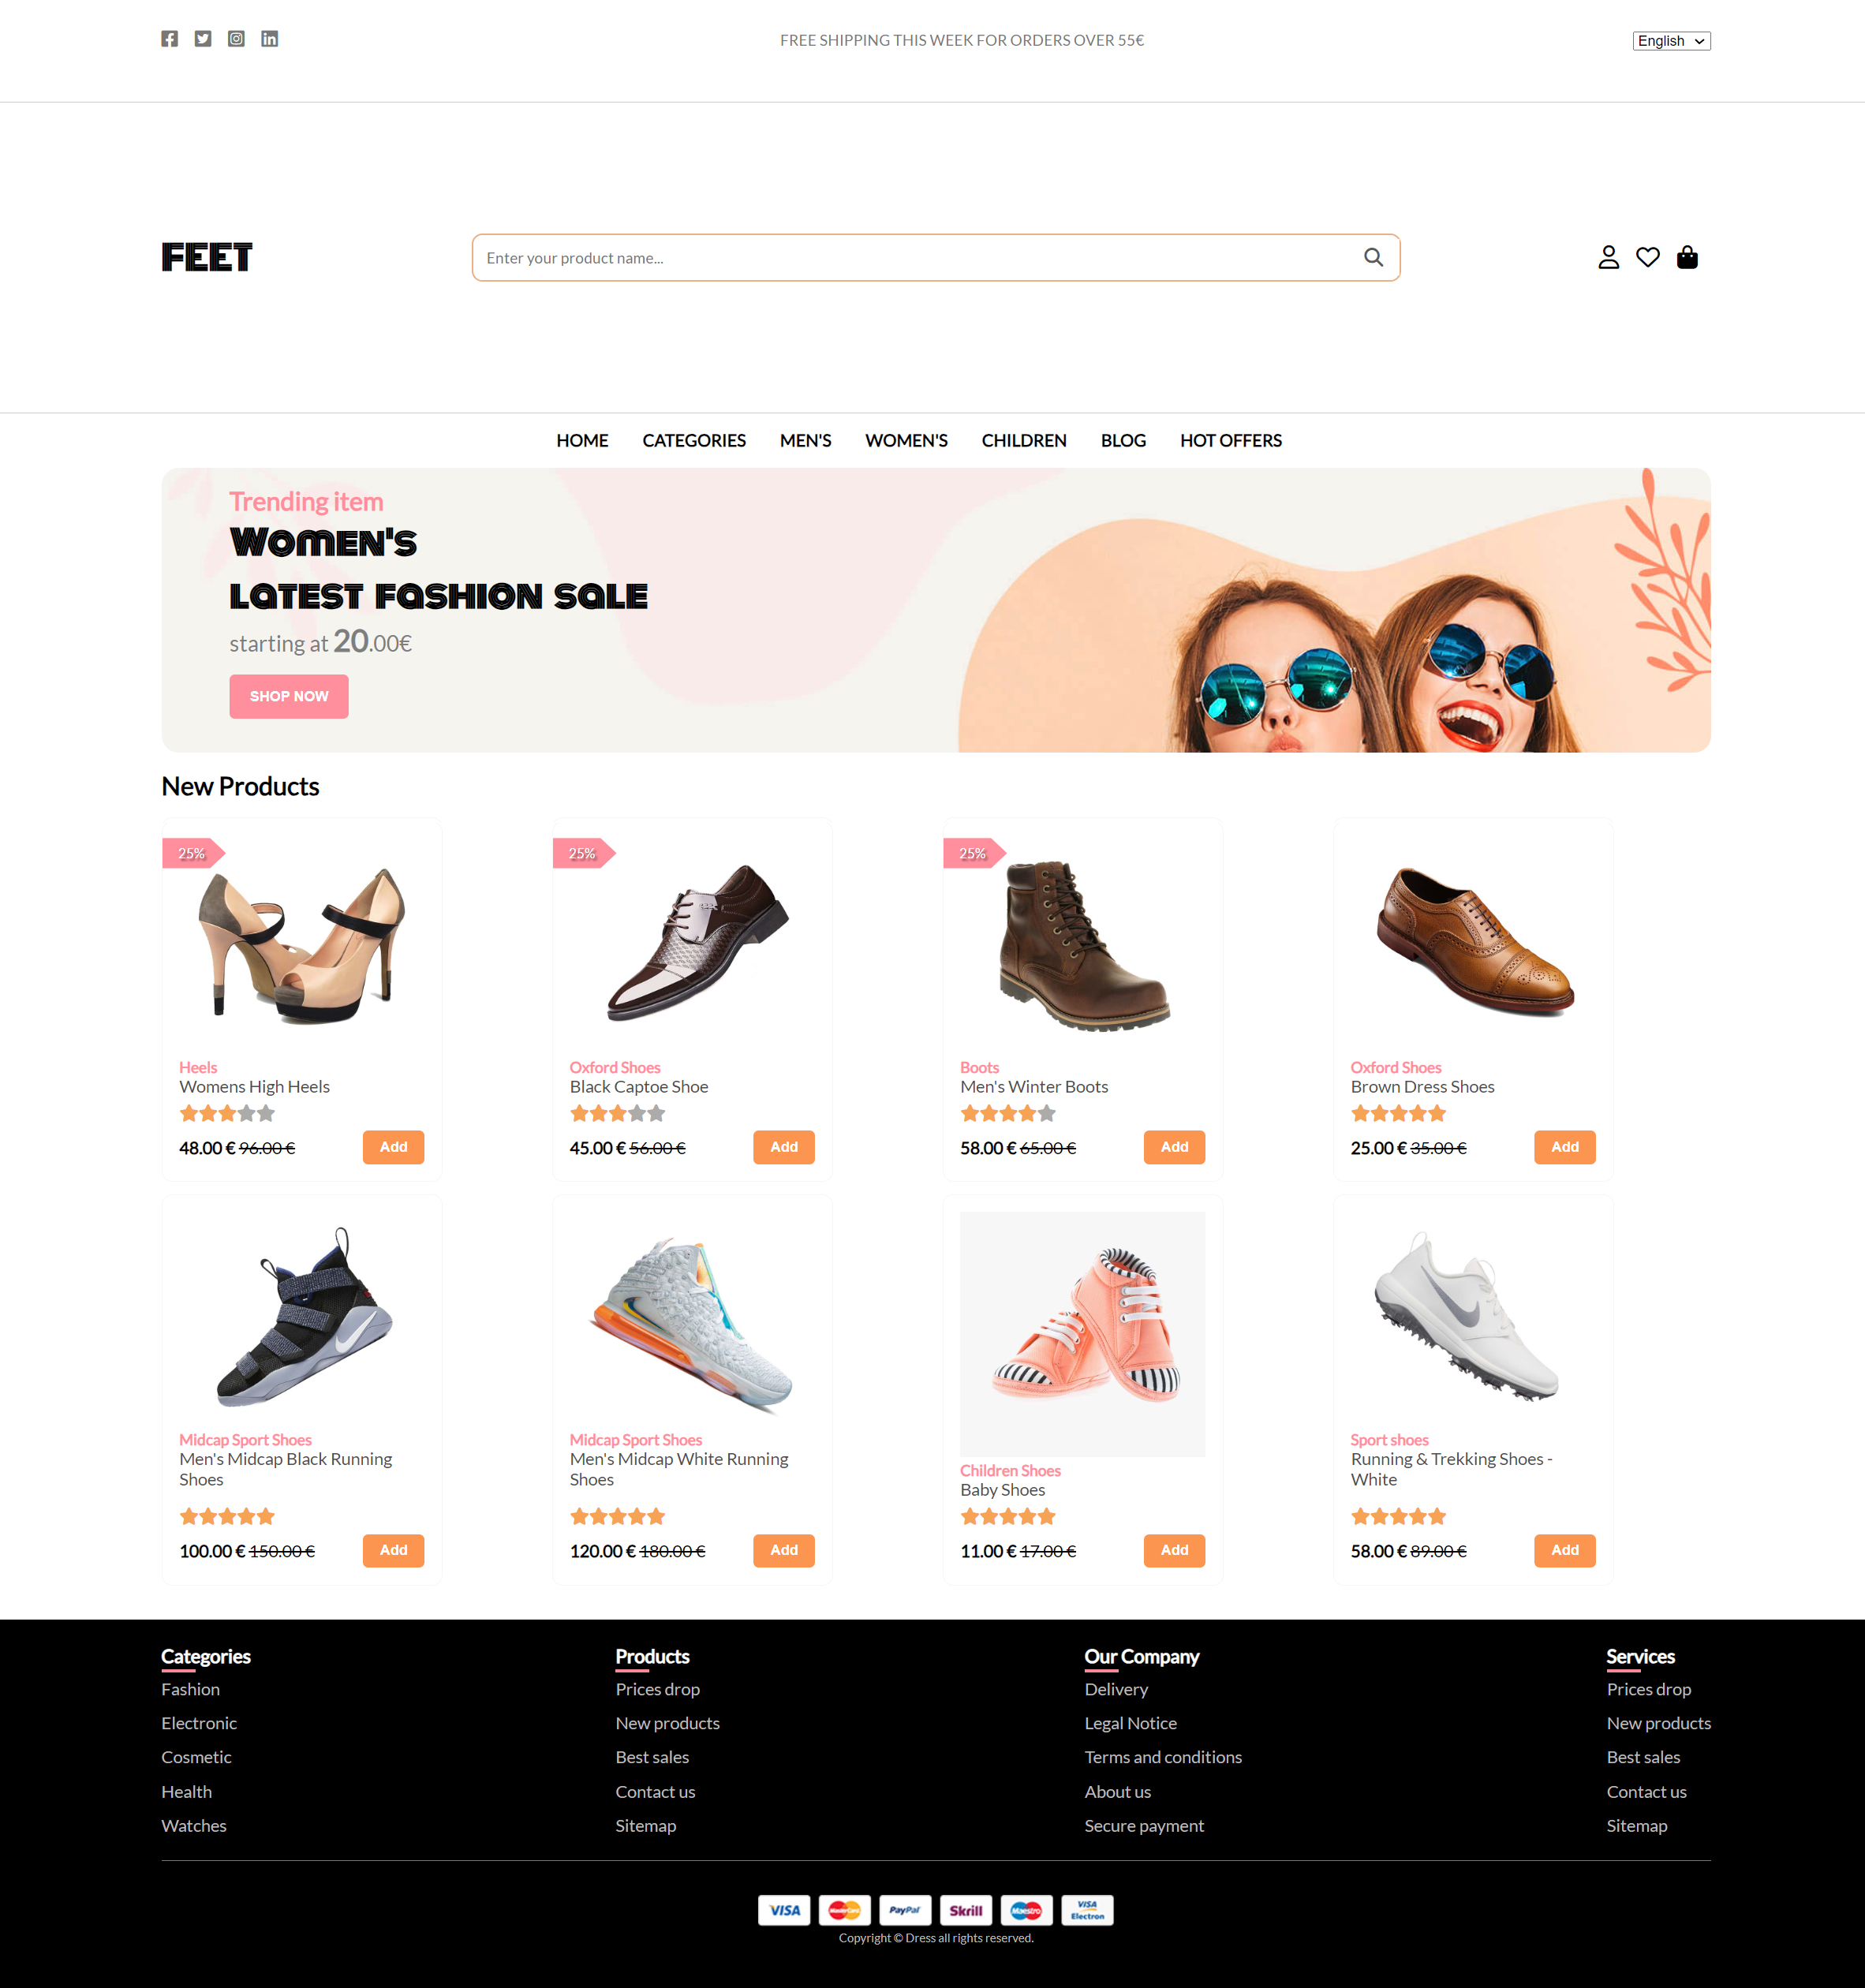 FREE SHIPPING THIS WEEK FOR ORDERS OVER 55€
English
FEET
Enter your product name...
HOME CATEGORIES MEN'S WOMEN'S CHILDREN BLOG HOT OFFERS
Trending item
WOMEN'S
LATEST FASHION SALE
starting at 20.00€
SHOP NOW
New Products
25%
Heels
Womens High Heels
48.00 € 96.00 €
Add
25%
Oxford Shoes
Black Captoe Shoe
45.00 € 56.00 €
Add
25%
Boots
Men's Winter Boots
58.00 € 65.00 €
Add
Oxford Shoes
Brown Dress Shoes
25.00 € 35.00 €
Add
Midcap Sport Shoes
Men's Midcap Black Running
Shoes
100.00 € 150.00 €
Add
Midcap Sport Shoes
Men's Midcap White Running
Shoes
120.00 € 180.00 €
Add
Children Shoes
Baby Shoes
11.00 € 17.00 €
Add
Sport shoes
Running & Trekking Shoes -
White
58.00 € 89.00 €
Add
Categories
Fashion
Electronic
Cosmetic
Health
Watches
Products
Prices drop
New products
Best sales
Contact us
Sitemap
Our Company
Delivery
Legal Notice
Terms and conditions
About us
Secure payment
Services
Prices drop
New products
Best sales
Contact us
Sitemap
VISA MasterCard PayPal Skrill Maestro VISA
Electron
Copyright © Dress all rights reserved.